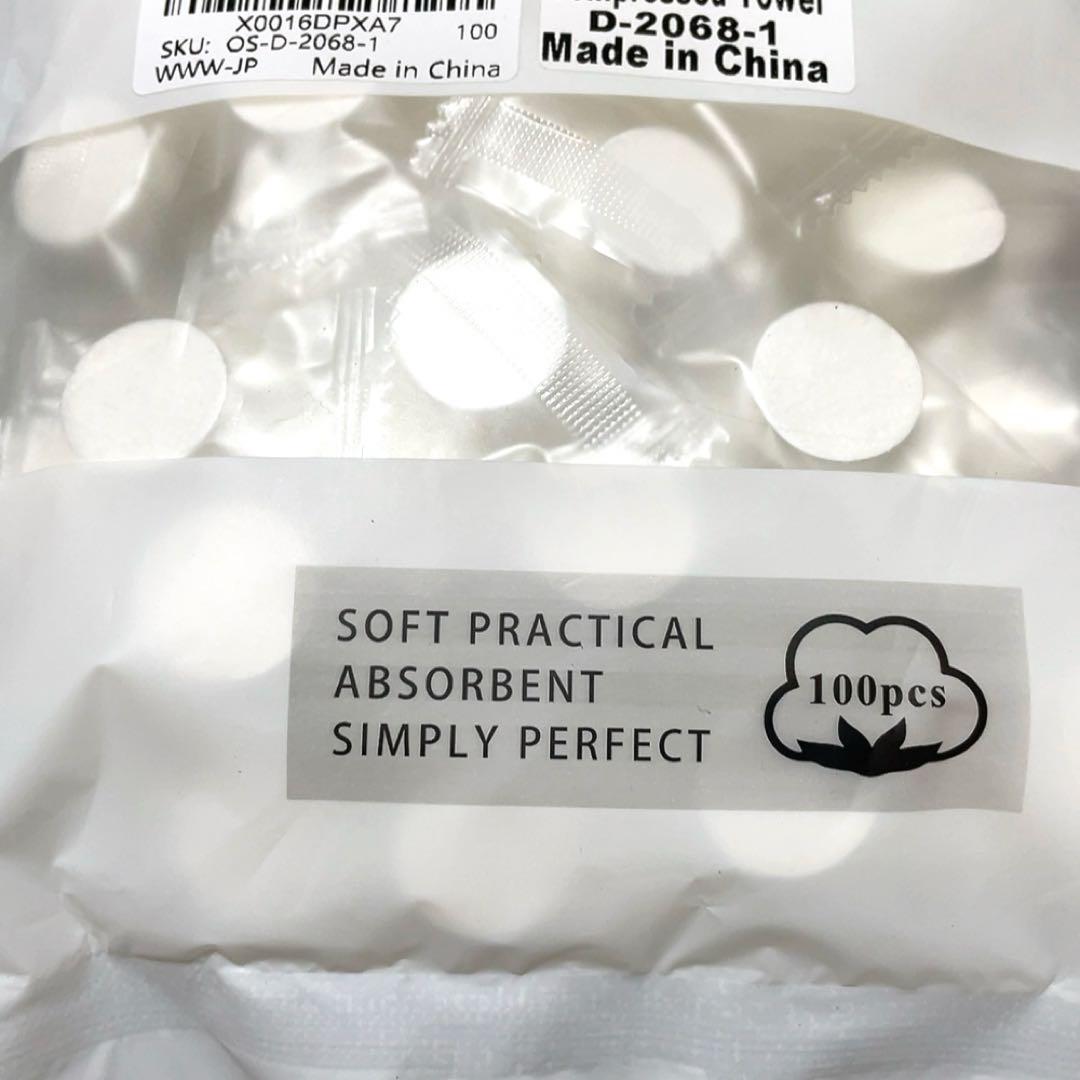 X0016DPXA7
100
SKU: OS-D-2068-1
WWW-JP Made in China
Towel
D-2068-1
Made in China
SOFT PRACTICAL
ABSORBENT
SIMPLY PERFECT
100pcs